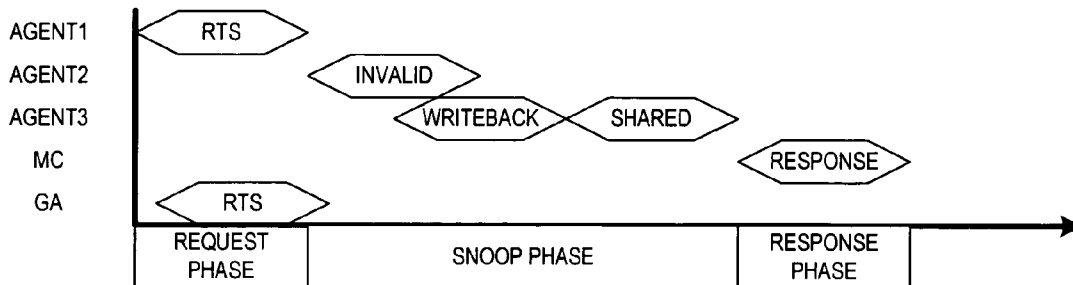 AGENT1 RTS
AGENT2 INVALID
AGENT3 WRITEBACK SHARED
MC RESPONSE
GA RTS
REQUEST PHASE SNOOP PHASE RESPONSE PHASE